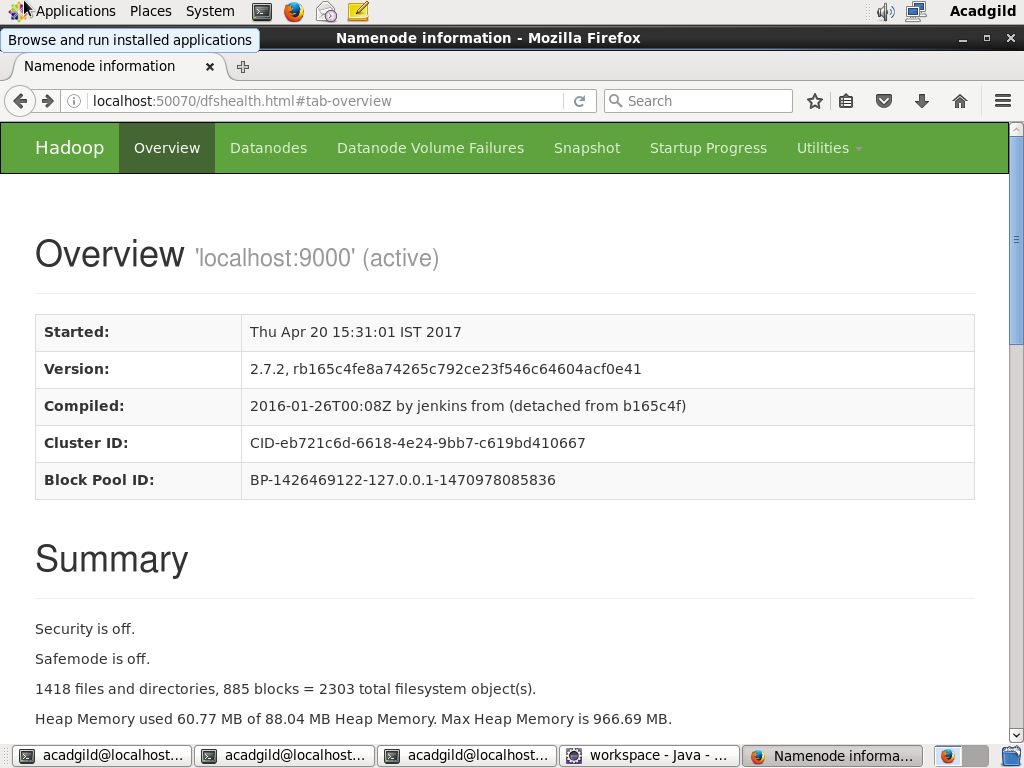 Applications Places System Acadgild
Browse and run installed applications
Namenode information - Mozilla Firefox
Namenode information
localhost:50070/dfshealth.html#tab-overview Search
Hadoop Overview Datanodes Datanode Volume Failures Snapshot Startup Progress Utilities
Overview 'localhost:9000' (active)
Started: Thu Apr 20 15:31:01 IST 2017
Version: 2.7.2, rb165c4fe8a74265c792ce23f546c64604acf0e41
Compiled: 2016-01-26T00:08Z by jenkins from (detached from b165c4f)
Cluster ID: CID-eb721c6d-6618-4e24-9bb7-c619bd410667
Block Pool ID: BP-1426469122-127.0.0.1-1470978085836
Summary
Security is off.
Safemode is off.
1418 files and directories, 885 blocks = 2303 total filesystem object(s).
Heap Memory used 60.77 MB of 88.04 MB Heap Memory. Max Heap Memory is 966.69 MB.
acadgild@localhost... acadgild@localhost... acadgild@localhost... workspace - Java - ... Namenode informa...